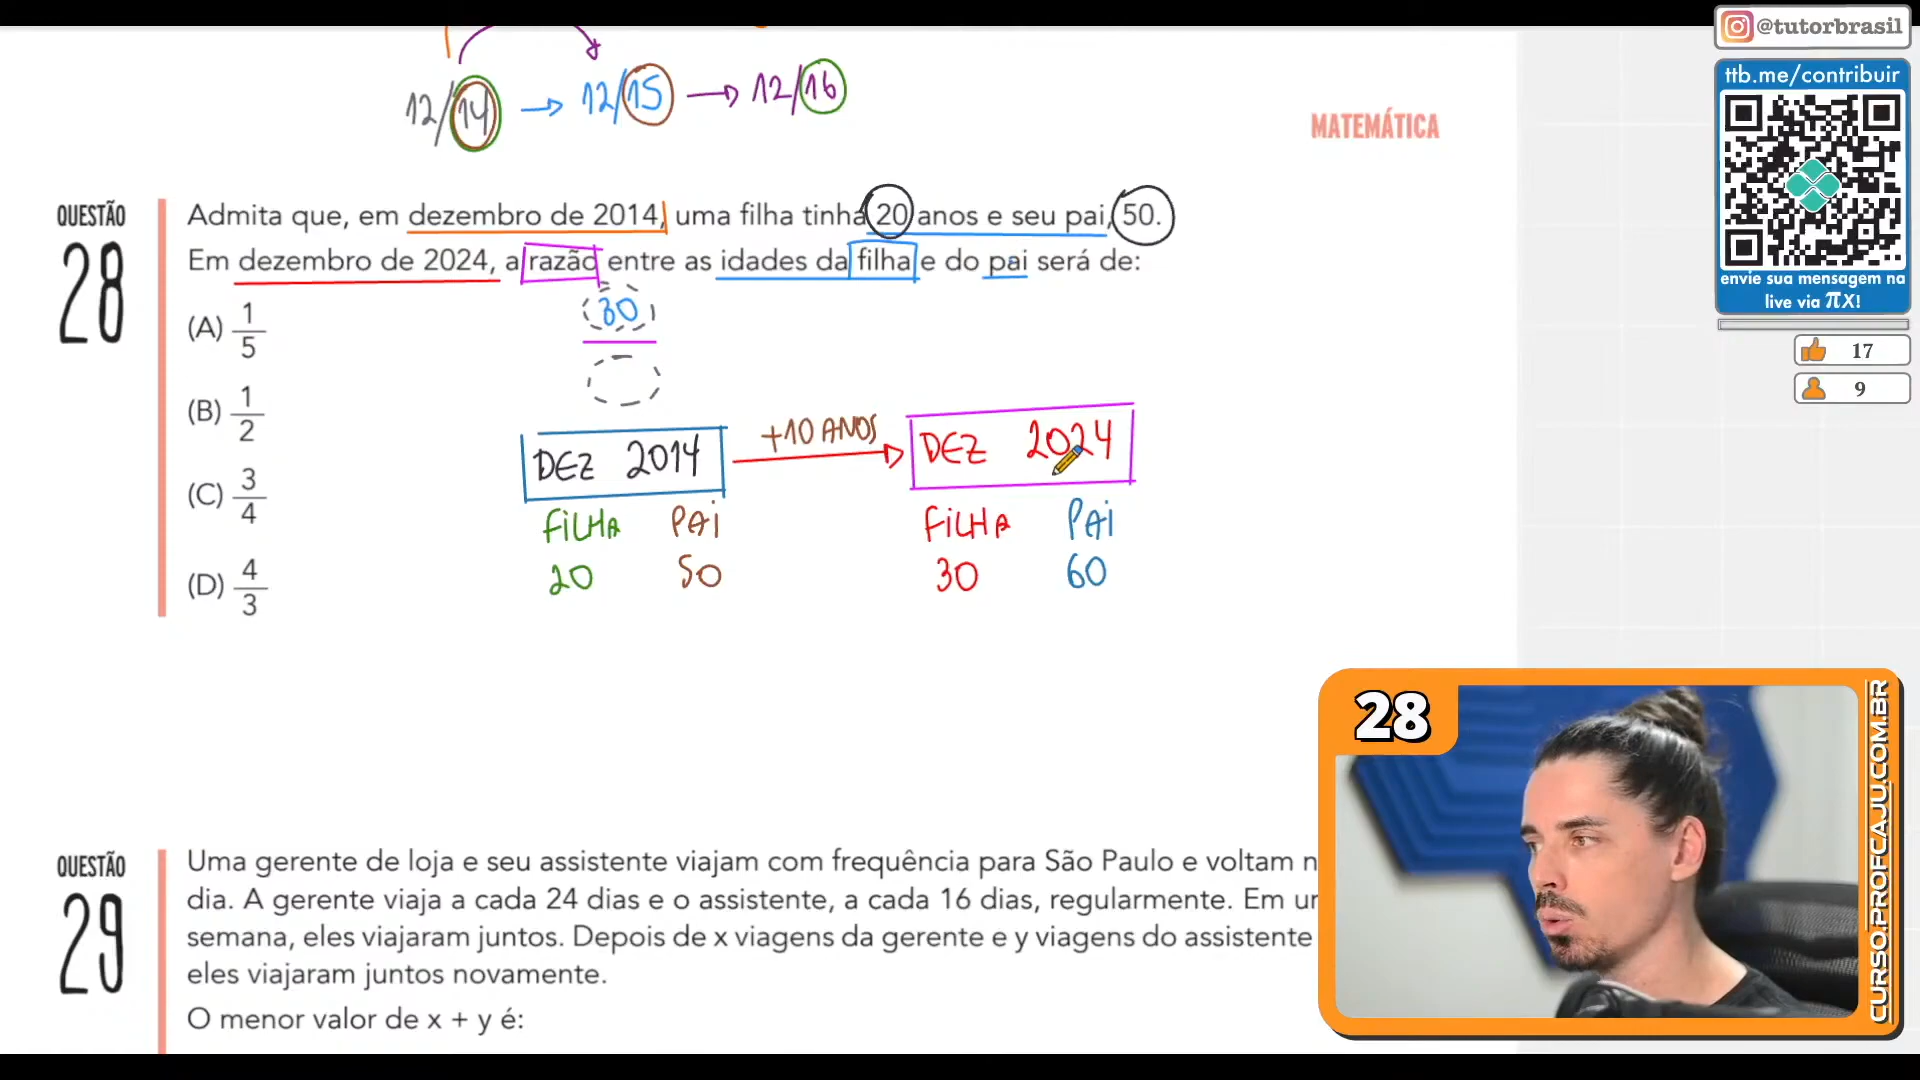 @tutorbrasil
ttb.me/contribuir
envie sua mensagem na
live via πX!
17
9
12/14 → 12/15 → 12/16
MATEMÁTICA
QUESTÃO
28
Admita que, em dezembro de 2014, uma filha tinha 20 anos e seu pai, 50.
Em dezembro de 2024, a razão entre as idades da filha e do pai será de:
(A) 1/5
(B) 1/2
(C) 3/4
(D) 4/3
30
DEZ 2014 +10 ANOS DEZ 2024
FILHA PAI FILHA PAI
20 50 30 60
QUESTÃO
29
Uma gerente de loja e seu assistente viajam com frequência para São Paulo e voltam
dia. A gerente viaja a cada 24 dias e o assistente, a cada 16 dias, regularmente. Em
semana, eles viajaram juntos. Depois de x viagens da gerente e y viagens do assistente
eles viajaram juntos novamente.
O menor valor de x + y é:
28
CURSO.PROFCAJU.COM.BR